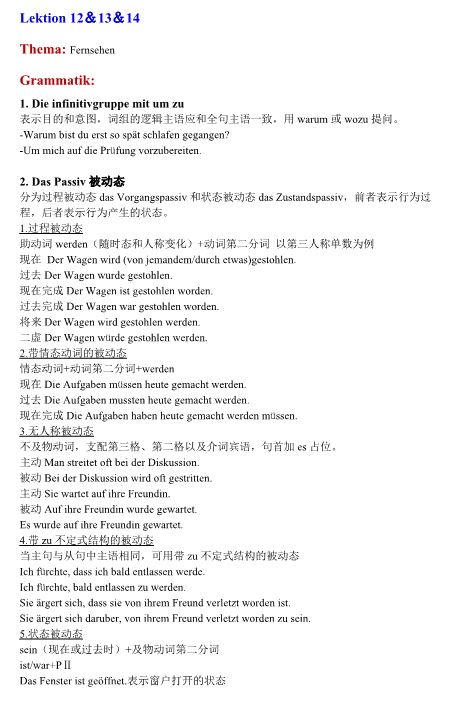 Lektion 12&13&14
Thema: Fernsehen
Grammatik:
1. Die infinitivgruppe mit um zu
表示目的和意图，词组的逻辑主语应和全句主语一致，用 warum 或 wozu 提问。
-Warum bist du erst so spät schlafen gegangen?
-Um mich auf die Prüfung vorzubereiten.
2. Das Passiv 被动态
分为过程被动态 das Vorgangspassiv 和状态被动态 das Zustandspassiv，前者表示行为过
程，后者表示行为产生的状态。
1.过程被动态
助动词 werden（随时态和人称变化）+动词第二分词 以第三人称单数为例
现在 Der Wagen wird (von jemandem/durch etwas)gestohlen.
过去 Der Wagen wurde gestohlen.
现在完成 Der Wagen ist gestohlen worden.
过去完成 Der Wagen war gestohlen worden.
将来 Der Wagen wird gestohlen werden.
二虚 Der Wagen würde gestohlen werden.
2.带情态动词的被动态
情态动词+动词第二分词+werden
现在 Die Aufgaben müssen heute gemacht werden.
过去 Die Aufgaben mussten heute gemacht werden.
现在完成 Die Aufgaben haben heute gemacht werden müssen.
3.无人称被动态
不及物动词，支配第三格、第二格以及介词宾语，句首加 es 占位。
主动 Man streitet oft bei der Diskussion.
被动 Bei der Diskussion wird oft gestritten.
主动 Sie wartet auf ihre Freundin.
被动 Auf ihre Freundin wurde gewartet.
Es wurde auf ihre Freundin gewartet.
4.带 zu 不定式结构的被动态
当主句与从句中主语相同，可用带 zu 不定式结构的被动态
Ich fürchte, dass ich bald entlassen werde.
Ich fürchte, bald entlassen zu werden.
Sie ärgert sich, dass sie von ihrem Freund verletzt worden ist.
Sie ärgert sich daruber, von ihrem Freund verletzt worden zu sein.
5.状态被动态
sein（现在或过去时）+及物动词第二分词
ist/war+PⅡ
Das Fenster ist geöffnet.表示窗户打开的状态